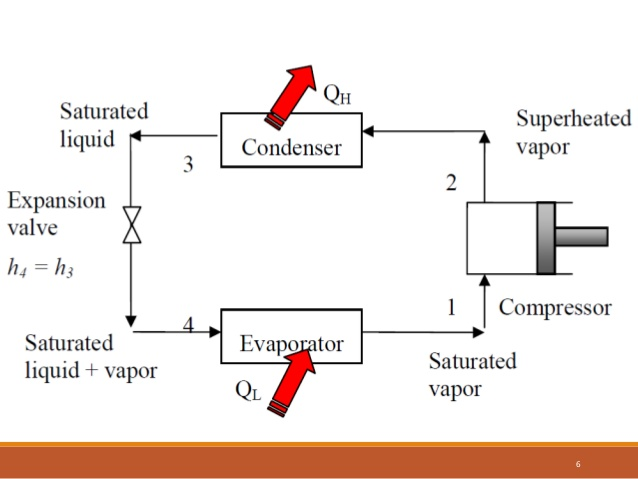 Saturated
liquid
QH
Condenser
Superheated
vapor
3
2
Expansion
valve
h4 = h3
4
1
Compressor
Saturated
liquid + vapor
Evaporator
QL
Saturated
vapor
6